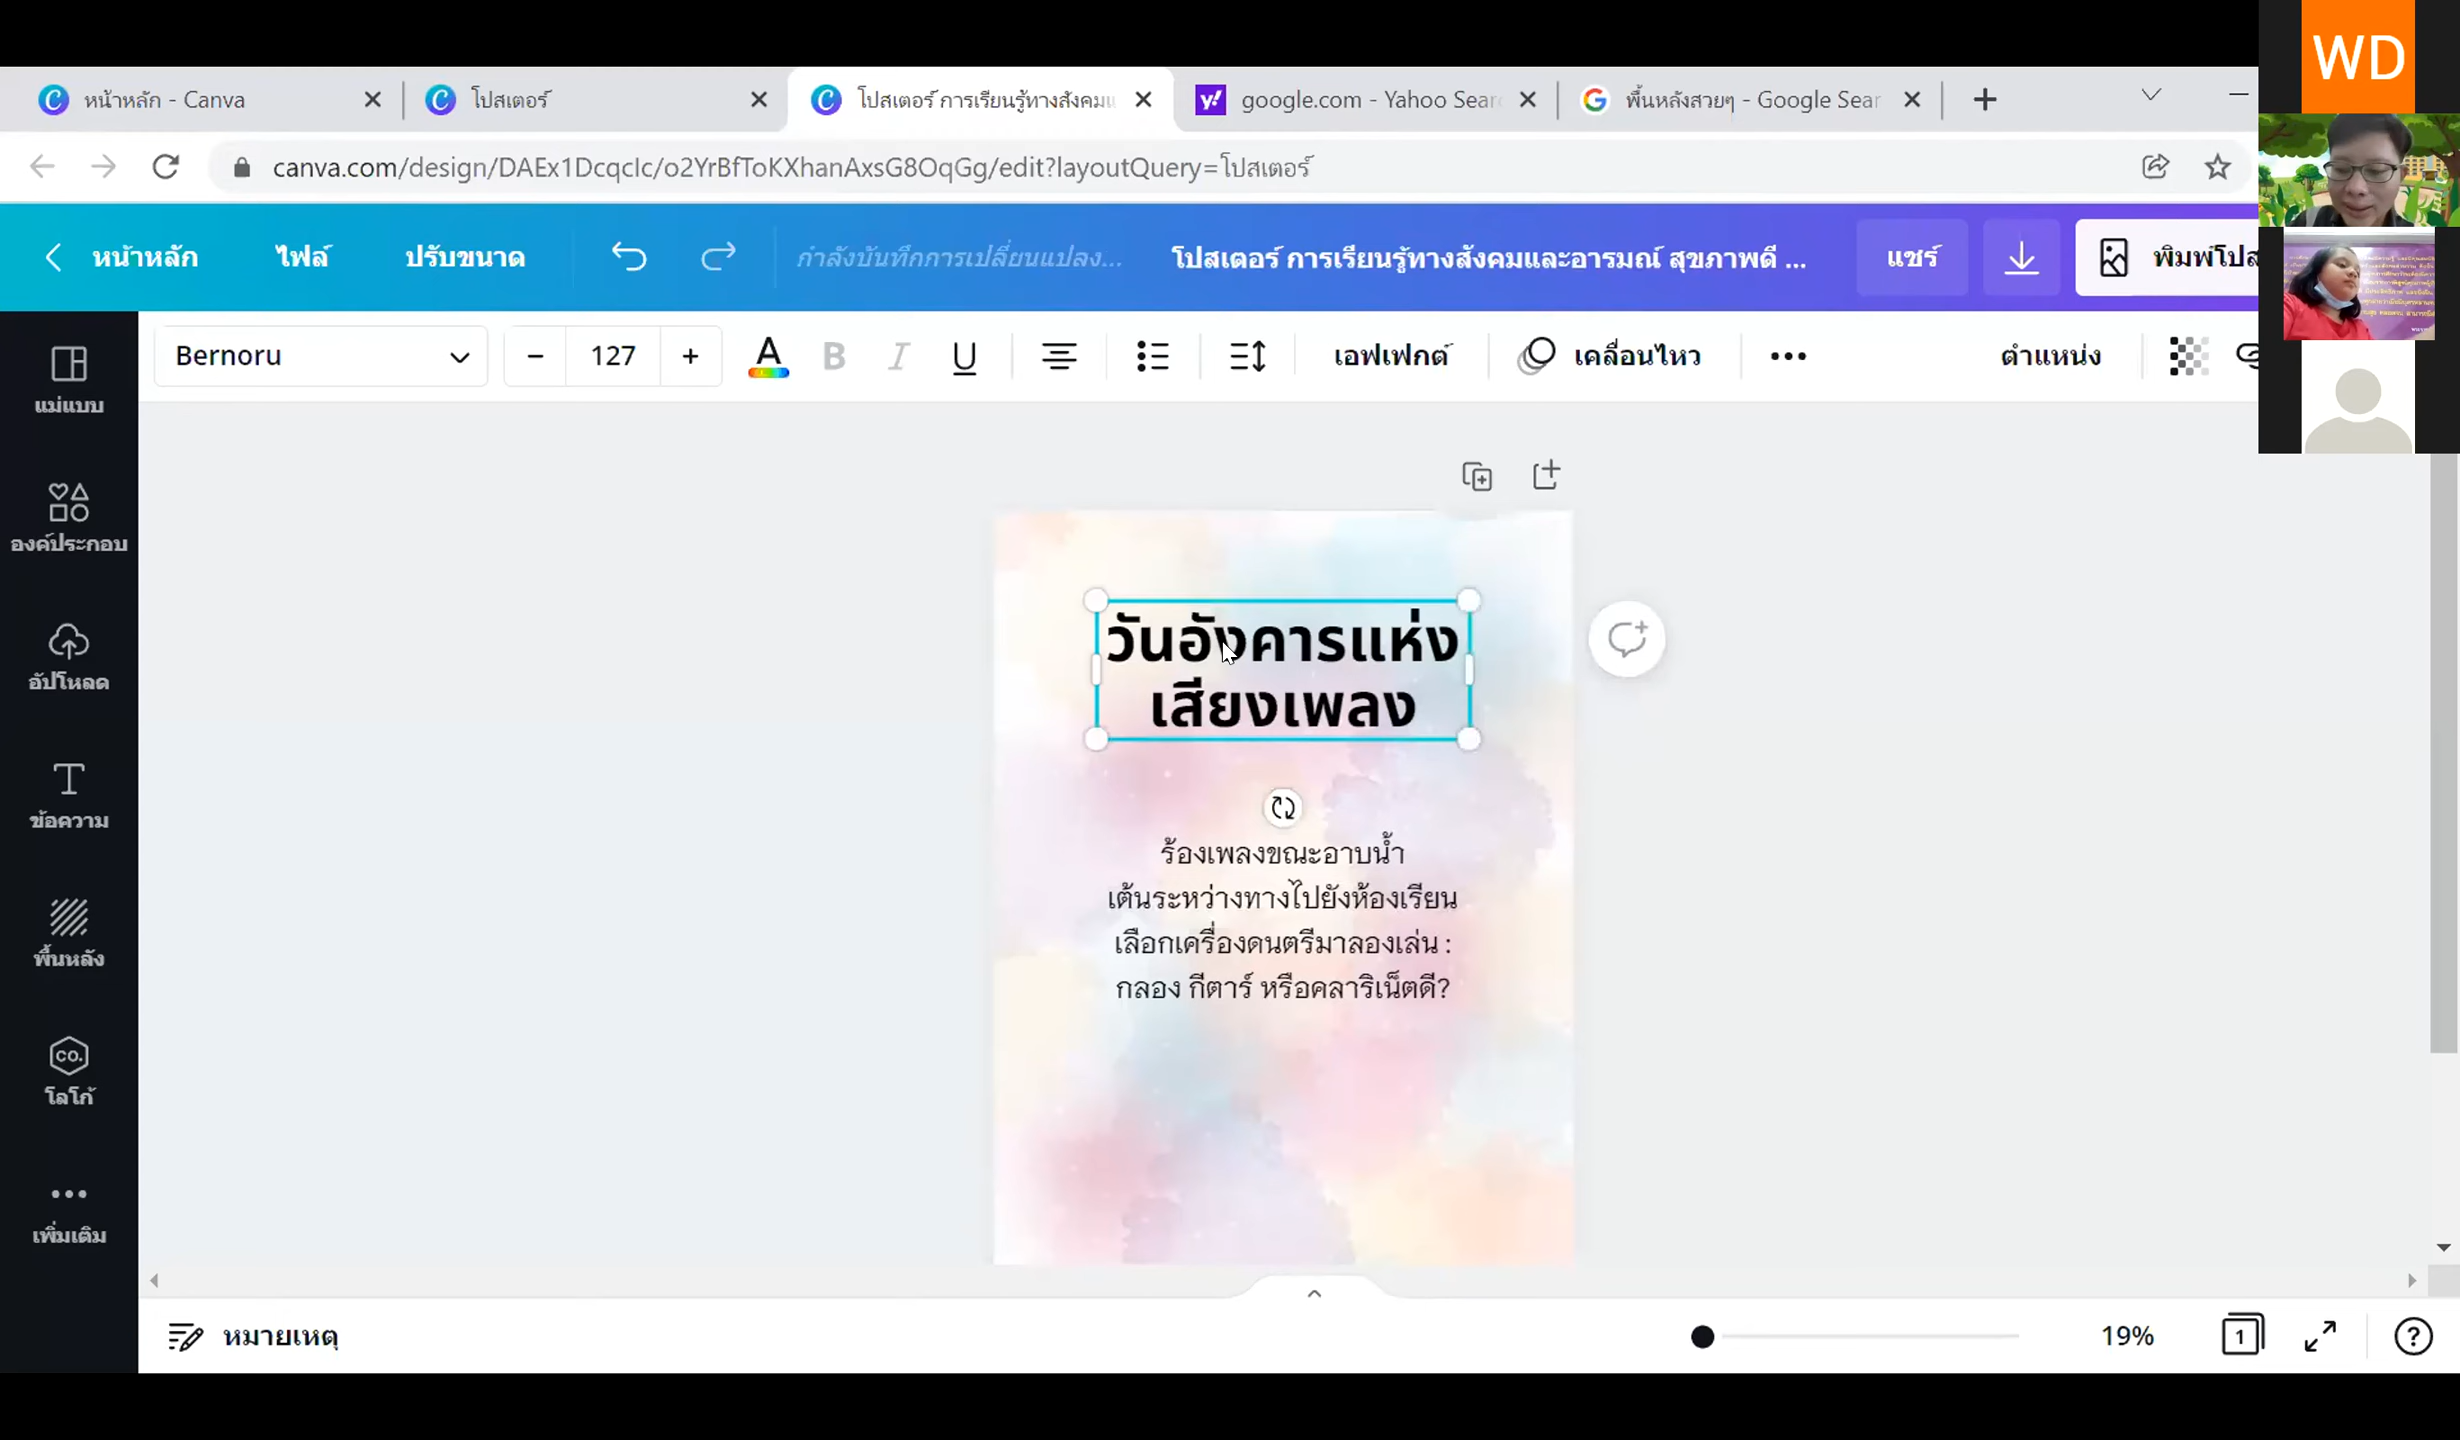 หน้าหลัก - Canva
โปสเตอร์
โปสเตอร์ การเรียนรู้ทางสังคมแ
google.com - Yahoo Sear
พื้นหลังสวยๆ - Google Sear
canva.com/design/DAEx1DcqcIc/o2YrBfToKXhanAxsG8OqGg/edit?layoutQuery=โปสเตอร์
WD
หน้าหลัก
ไฟล์
ปรับขนาด
กำลังบันทึกการเปลี่ยนแปลง...
โปสเตอร์ การเรียนรู้ทางสังคมและอารมณ์ สุขภาพดี ...
แชร์
พิมพ์โปส
Bernoru
127
A B I U
เอฟเฟกต์
เคลื่อนไหว
ตำแหน่ง
แม่แบบ
องค์ประกอบ
อัปโหลด
ข้อความ
พื้นหลัง
CO.
โลโก้
เพิ่มเติม
วันอังคารแห่ง
เสียงเพลง
ร้องเพลงขณะอาบน้ำ
เต้นระหว่างทางไปยังห้องเรียน
เลือกเครื่องดนตรีมาลองเล่น :
กลอง กีตาร์ หรือคลาริเน็ตดี?
หมายเหตุ
19%
1
?